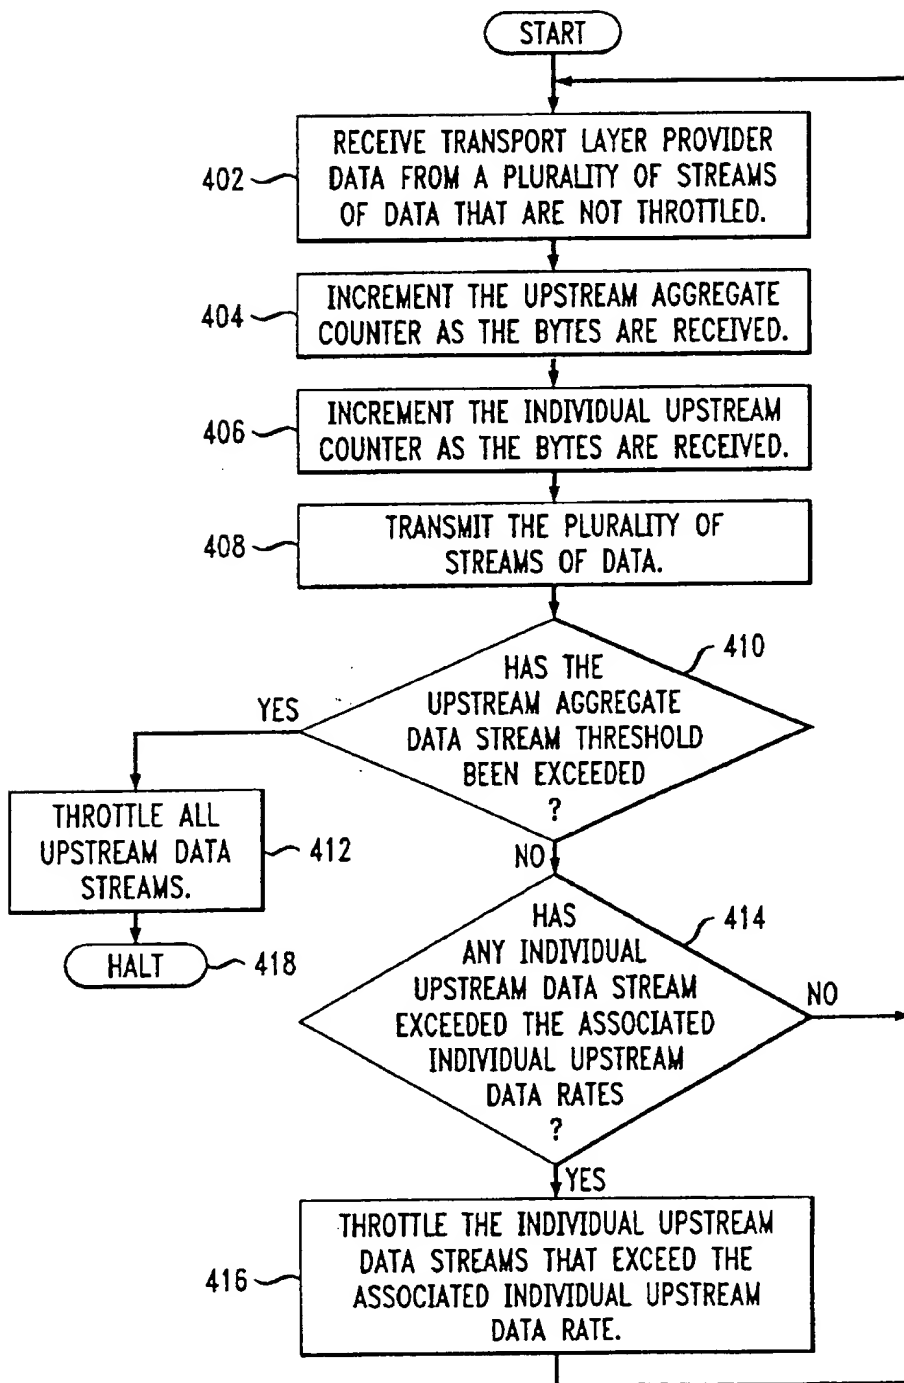 START
402
RECEIVE TRANSPORT LAYER PROVIDER
DATA FROM A PLURALITY OF STREAMS
OF DATA THAT ARE NOT THROTTLED.
404
INCREMENT THE UPSTREAM AGGREGATE
COUNTER AS THE BYTES ARE RECEIVED.
406
INCREMENT THE INDIVIDUAL UPSTREAM
COUNTER AS THE BYTES ARE RECEIVED.
408
TRANSMIT THE PLURALITY OF
STREAMS OF DATA.
410
HAS THE
UPSTREAM AGGREGATE
DATA STREAM THRESHOLD
BEEN EXCEEDED
?
YES
THROTTLE ALL
UPSTREAM DATA
STREAMS.
412
HALT
418
NO
414
HAS
ANY INDIVIDUAL
UPSTREAM DATA STREAM
EXCEEDED THE ASSOCIATED
INDIVIDUAL UPSTREAM
DATA RATES
?
NO
YES
416
THROTTLE THE INDIVIDUAL UPSTREAM
DATA STREAMS THAT EXCEED THE
ASSOCIATED INDIVIDUAL UPSTREAM
DATA RATE.